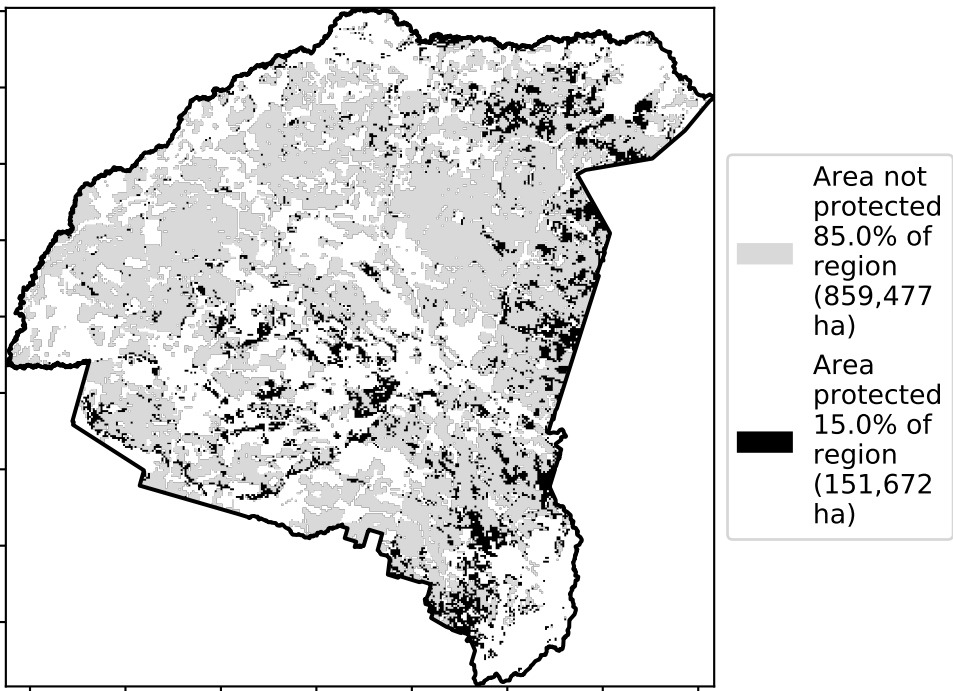 Area not
protected
85.0% of
region
(859,477
ha)
Area
protected
15.0% of
region
(151,672
ha)